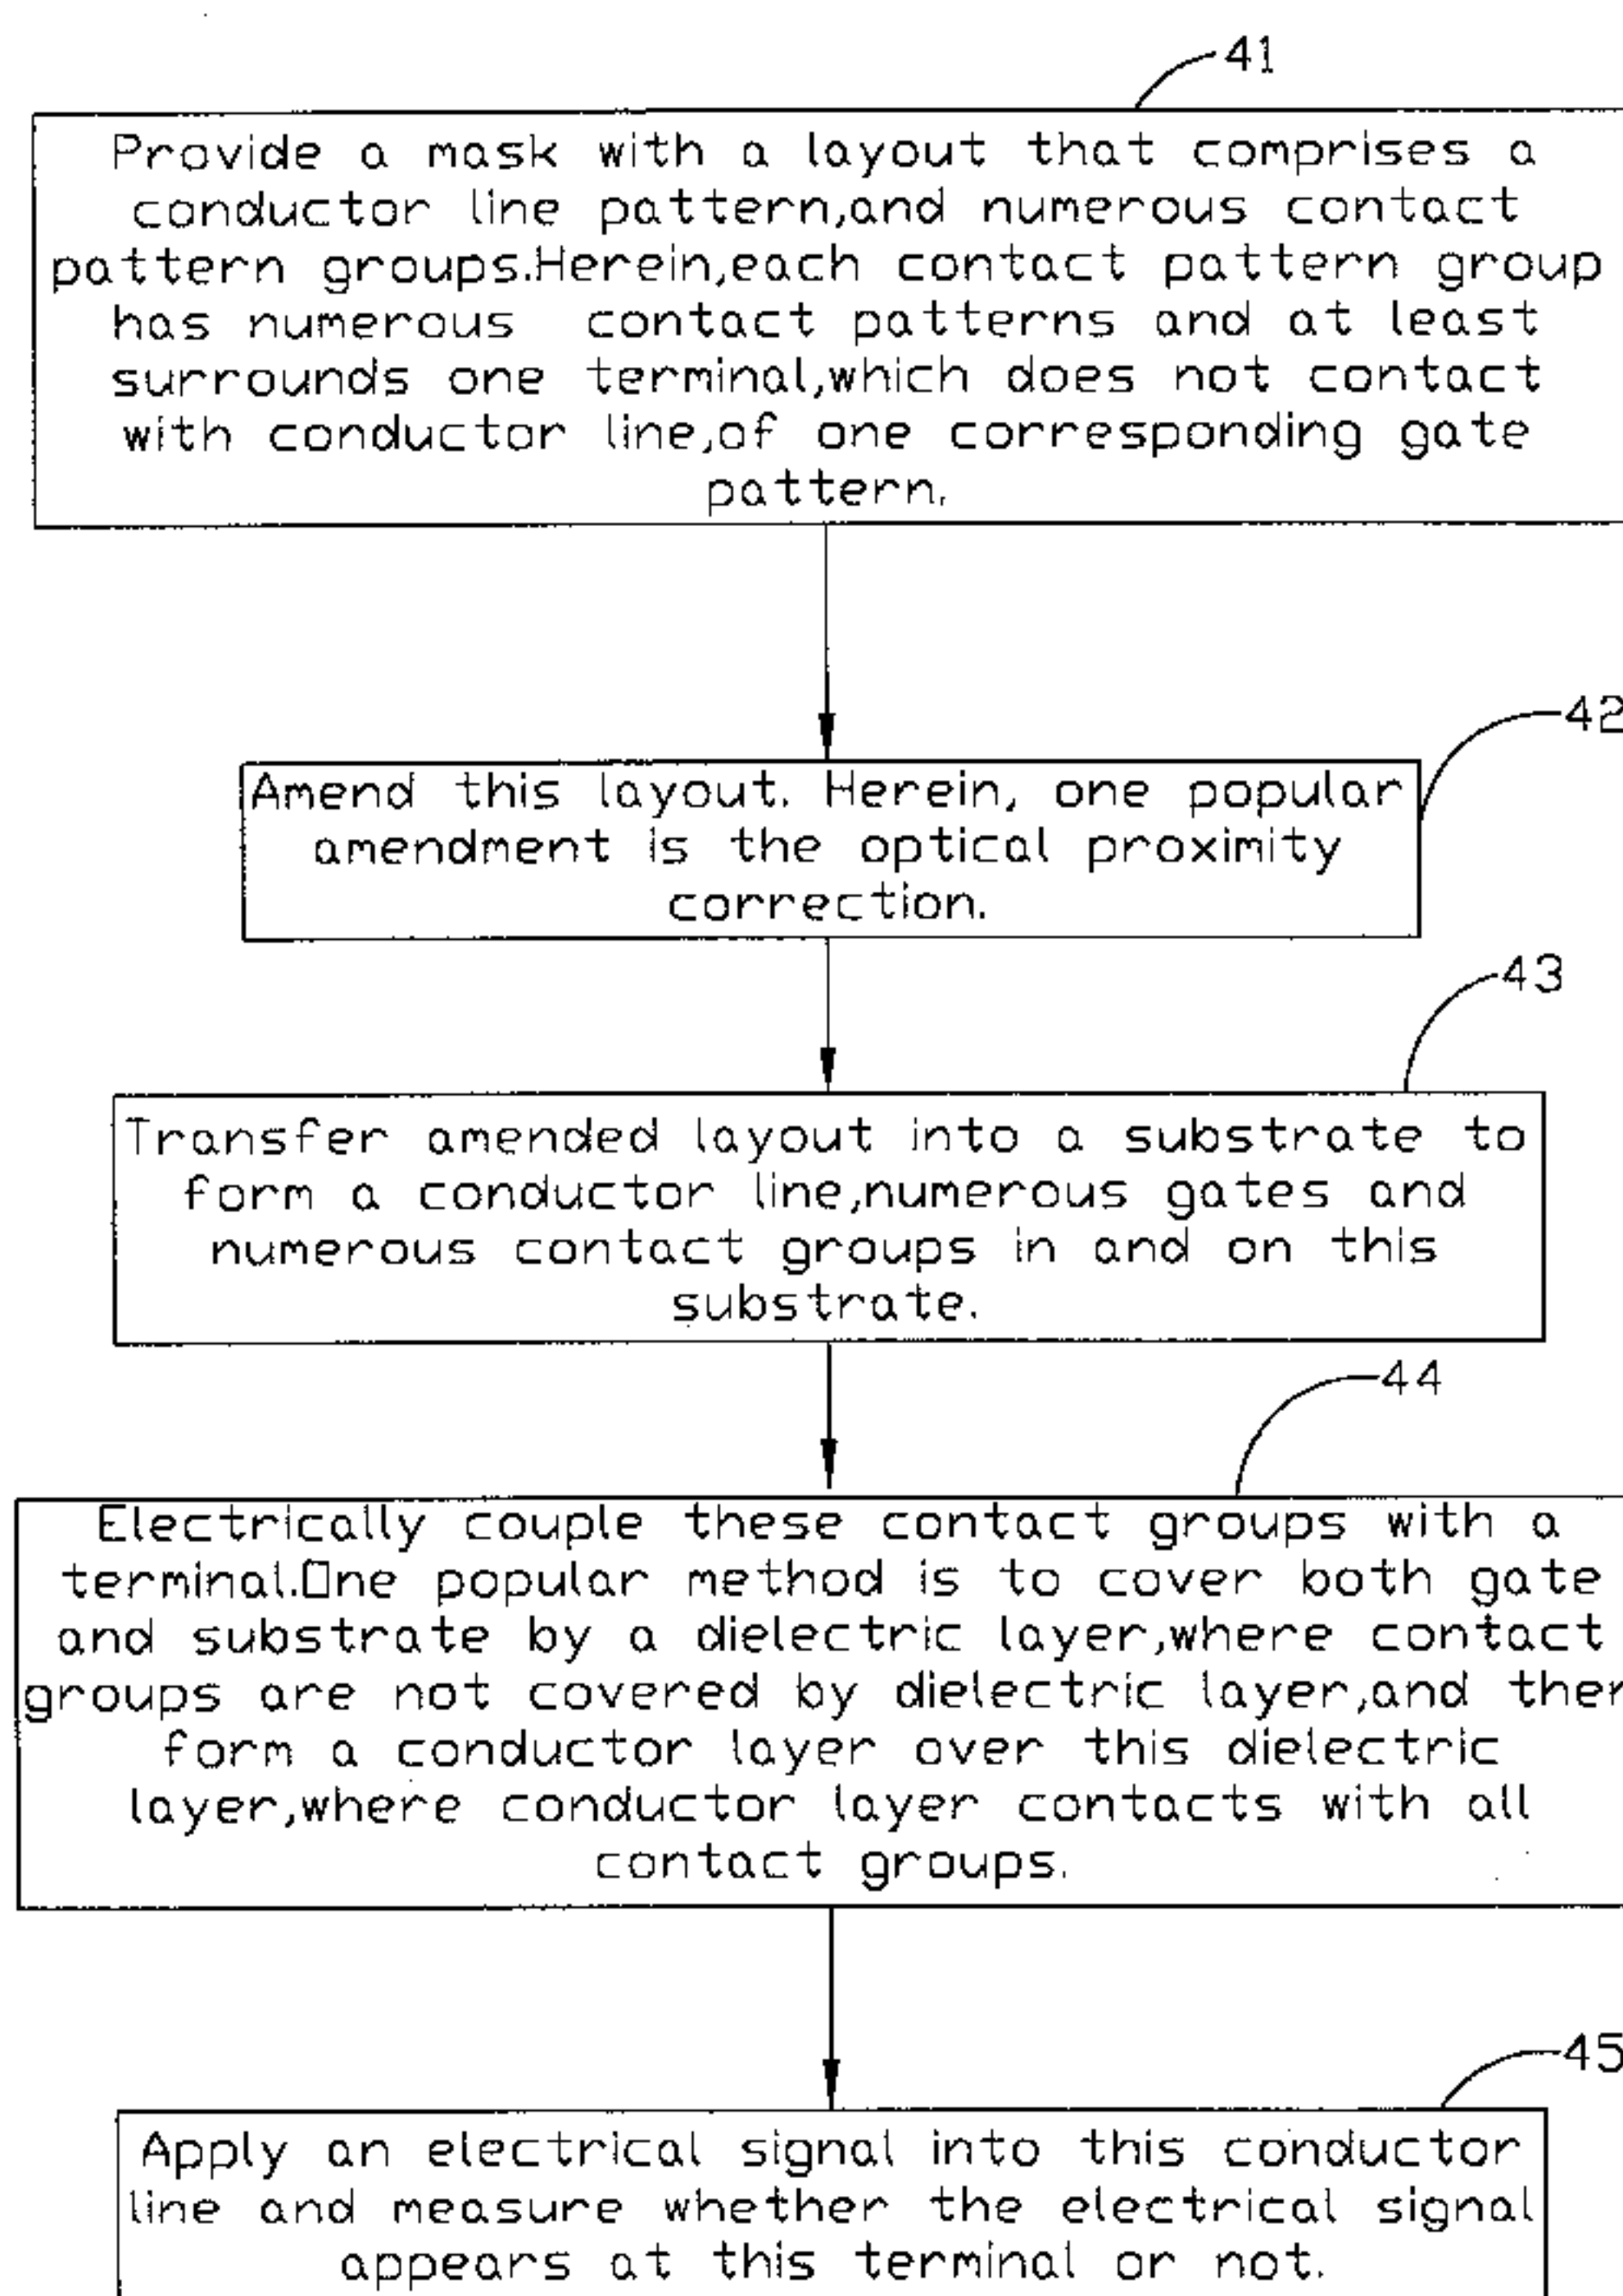 41
Provide a mask with a layout that comprises a
conductor line pattern,and numerous contact
pattern groups.Herein,each contact pattern group
has numerous contact patterns and at least
surrounds one terminal,which does not contact
with conductor line,of one corresponding gate
pattern.
42
Amend this layout. Herein, one popular
amendment is the optical proximity
correction.
43
Transfer amended layout into a substrate to
form a conductor line,numerous gates and
numerous contact groups in and on this
substrate.
44
Electrically couple these contact groups with a
terminal.One popular method is to cover both gate
and substrate by a dielectric layer,where contact
groups are not covered by dielectric layer,and then
form a conductor layer over this dielectric
layer,where conductor layer contacts with all
contact groups.
45
Apply an electrical signal into this conductor
line and measure whether the electrical signal
appears at this terminal or not.